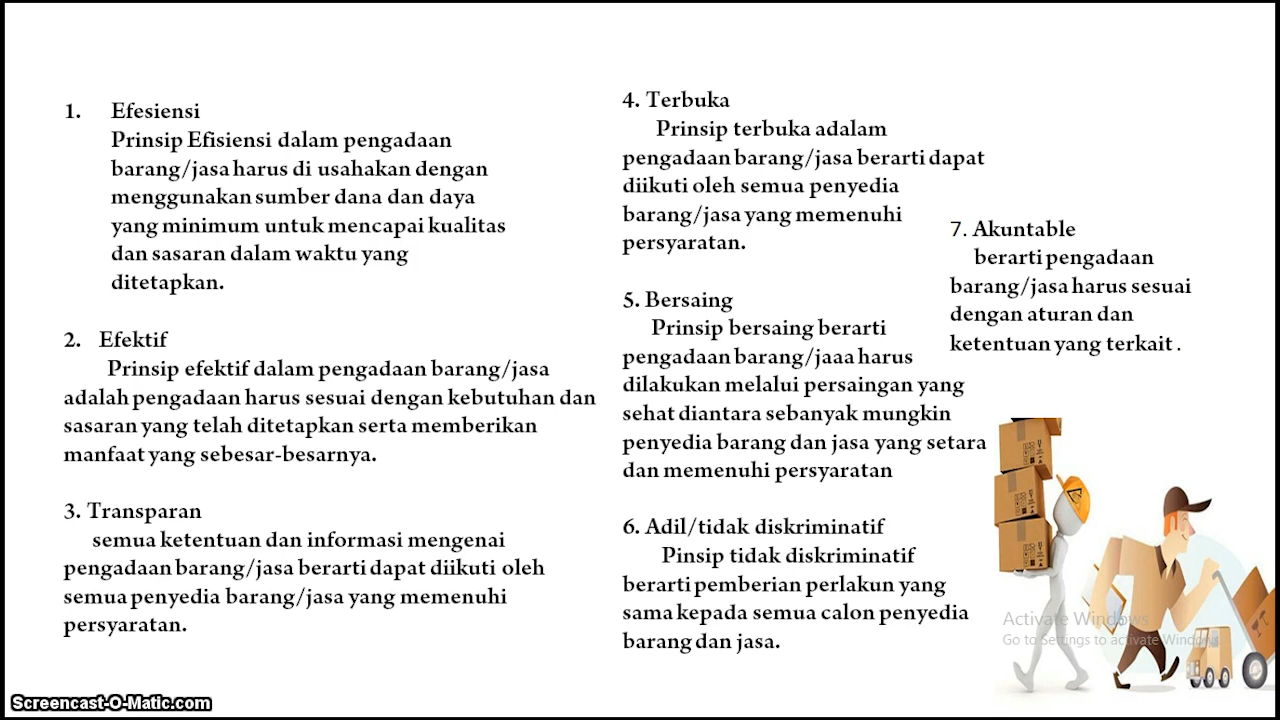 1. Efesiensi
Prinsip Efisiensi dalam pengadaan
barang/jasa harus di usahakan dengan
menggunakan sumber dana dan daya
yang minimum untuk mencapai kualitas
dan sasaran dalam waktu yang
ditetapkan.
2. Efektif
Prinsip efektif dalam pengadaan barang/jasa
adalah pengadaan harus sesuai dengan kebutuhan dan
sasaran yang telah ditetapkan serta memberikan
manfaat yang sebesar-besarnya.
3. Transparan
semua ketentuan dan informasi mengenai
pengadaan barang/jasa berarti dapat diikuti oleh
semua penyedia barang/jasa yang memenuhi
persyaratan.
4. Terbuka
Prinsip terbuka adalam
pengadaan barang/jasa berarti dapat
diikuti oleh semua penyedia
barang/jasa yang memenuhi
persyaratan.
5. Bersaing
Prinsip bersaing berarti
pengadaan barang/jaaa harus
dilakukan melalui persaingan yang
sehat diantara sebanyak mungkin
penyedia barang dan jasa yang setara
dan memenuhi persyaratan
6. Adil/tidak diskriminatif
Pinsip tidak diskriminatif
berarti pemberian perlakun yang
sama kepada semua calon penyedia
barang dan jasa.
7. Akuntable
berarti pengadaan
barang/jasa harus sesuai
dengan aturan dan
ketentuan yang terkait .
Activate Windows
Go to Settings to activate Windows.
Screencast-O-Matic.com